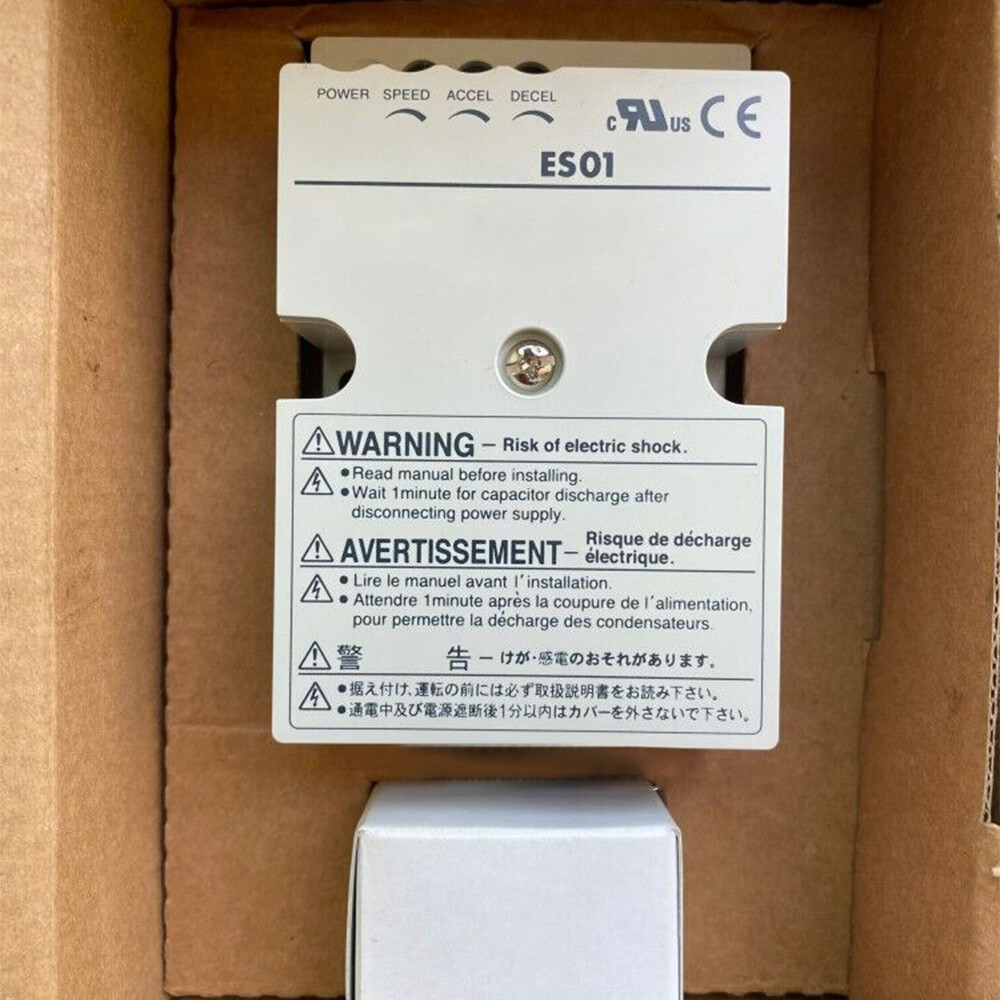 POWER SPEED ACCEL DECEL
c RU US CE
ES01
WARNING – Risk of electric shock.
●Read manual before installing.
●Wait 1minute for capacitor discharge after
disconnecting power supply.
AVERTISSEMENT – Risque de décharge
électrique.
●Lire le manuel avant l'installation.
●Attendre 1minute après la coupure de l'alimentation,
pour permettre la décharge des condensateurs.
警 告 – けが・感電のおそれがあります。
●据え付け、運転の前には必ず取扱説明書をお読み下さい。
●通電中及び電源遮断後1分以内はカバーを外さないで下さい。